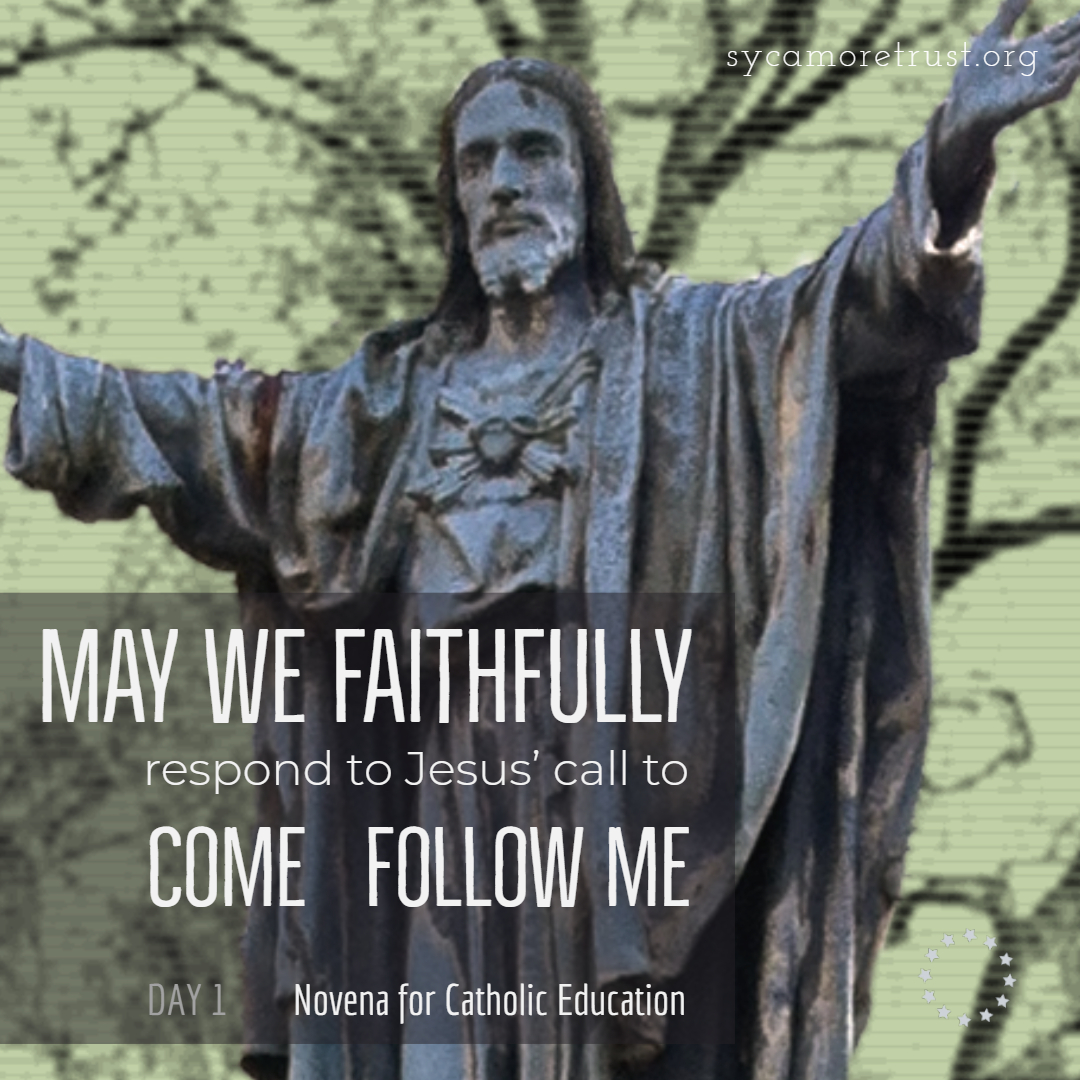 sycamoretrust.org
MAY WE FAITHFULLY
respond to Jesus’ call to
COME FOLLOW ME
DAY 1 Novena for Catholic Education